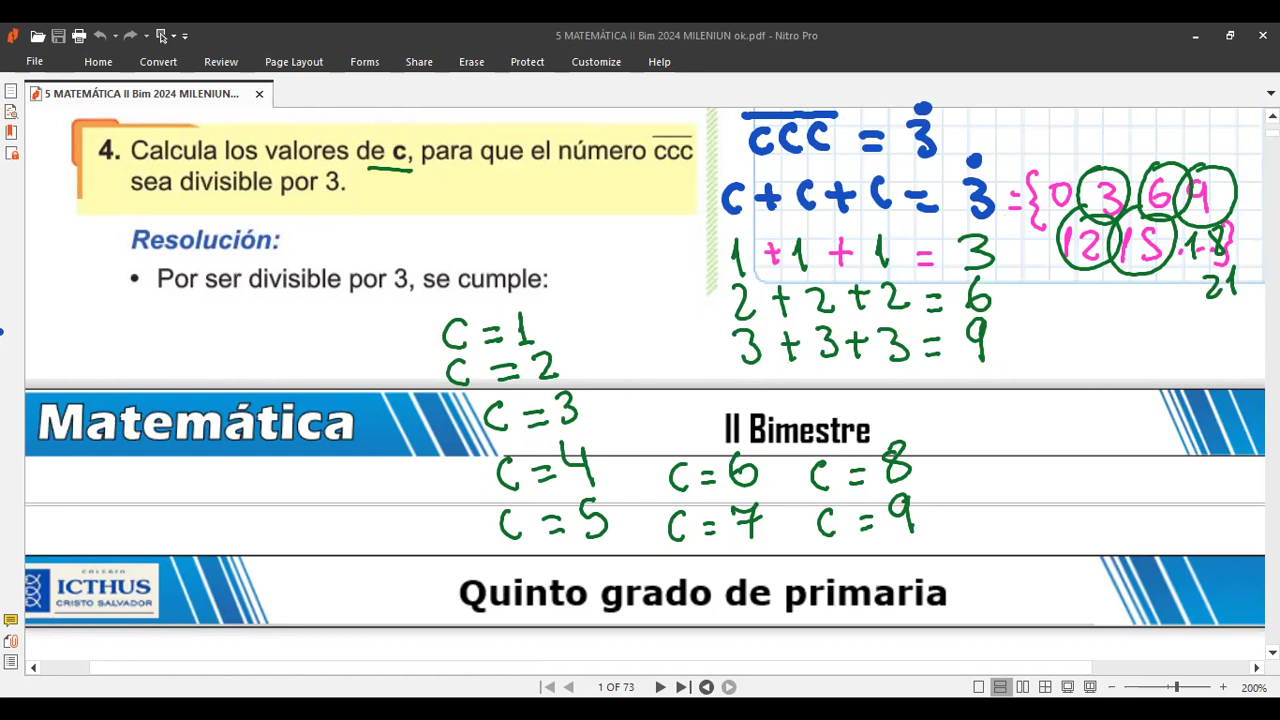 5 MATEMÁTICA II Bim 2024 MILENIUN ok.pdf - Nitro Pro
File Home Convert Review Page Layout Forms Share Erase Protect Customize Help
5 MATEMÁTICA II Bim 2024 MILENIUN...
4. Calcula los valores de c, para que el número ccc
sea divisible por 3.
Resolución:
• Por ser divisible por 3, se cumple:
ccc = 3
c + c + c = 3 = {0 3 6 9
12 15 18}
21
1 + 1 + 1 = 3
2 + 2 + 2 = 6
3 + 3 + 3 = 9
c = 1
c = 2
c = 3
c = 4 c = 6 c = 8
c = 5 c = 7 c = 9
Matemática II Bimestre
COLEGIO
ICTHUS
CRISTO SALVADOR
Quinto grado de primaria
1 OF 73
200%